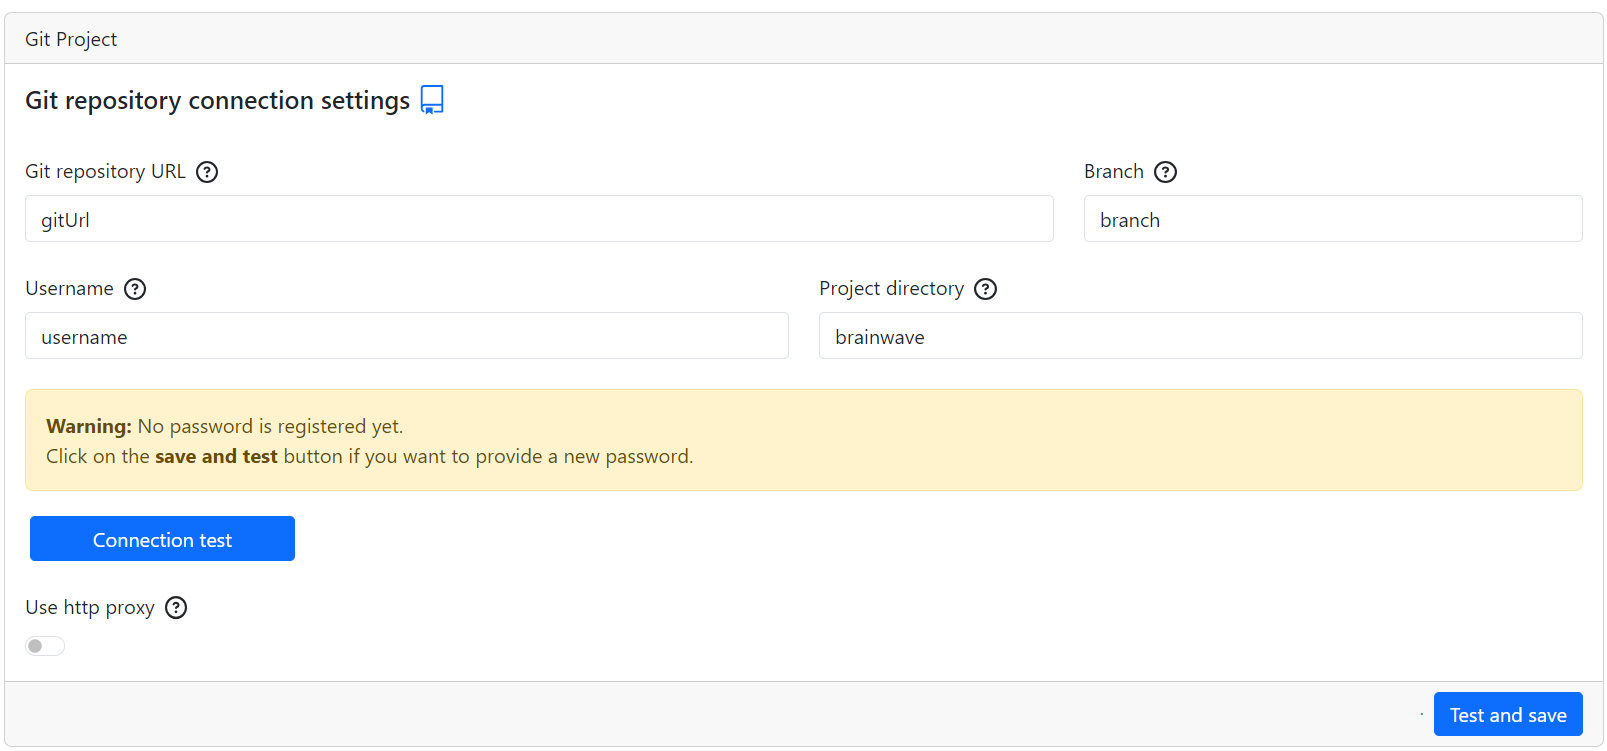 Git Project
Git repository connection settings
Git repository URL
Branch
gitUrl
branch
Username
Project directory
username
brainwave
Warning: No password is registered yet.
Click on the save and test button if you want to provide a new password.
Connection test
Use http proxy
Test and save